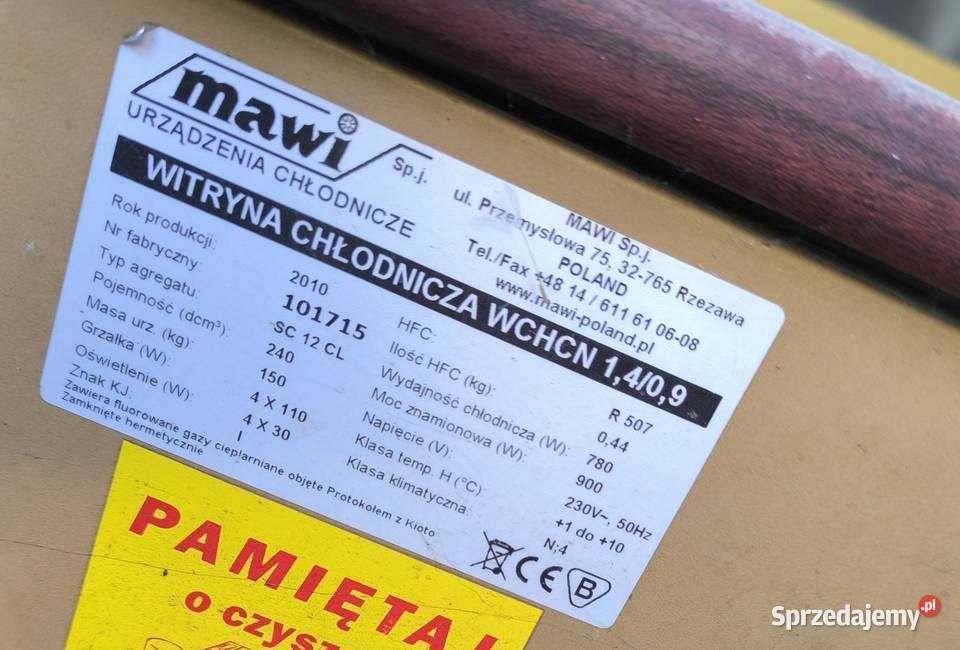 mawi Sp.j.
URZĄDZENIA CHŁODNICZE
MAWI Sp.j.
ul. Przemysłowa 75, 32-765 Rzezawa
POLAND
Tel./Fax +48 14 / 611 61 06-08
www.mawi-poland.pl
WITRYNA CHŁODNICZA WCHCN 1,4/0,9
Rok produkcji: 2010
Nr fabryczny: 101715
Typ agregatu: SC 12 CL
Pojemność (dcm³): 240
Masa urz. (kg): 150
Grzałka (W): 4 X 110
Oświetlenie (W): 4 X 30
Znak KJ: I
HFC: R 507
Ilość HFC (kg): 0,44
Wydajność chłodnicza (W): 780
Moc znamionowa (W): 900
Napięcie (V): 230V~, 50Hz
Klasa temp. H (°C): +1 do +10
Klasa klimatyczna: N;4
Zawiera fluorowane gazy cieplarniane objęte Protokołem z Kioto
Zamknięte hermetycznie
CE B
PAMIĘTAJ
o czysz
Sprzedajemy.pl